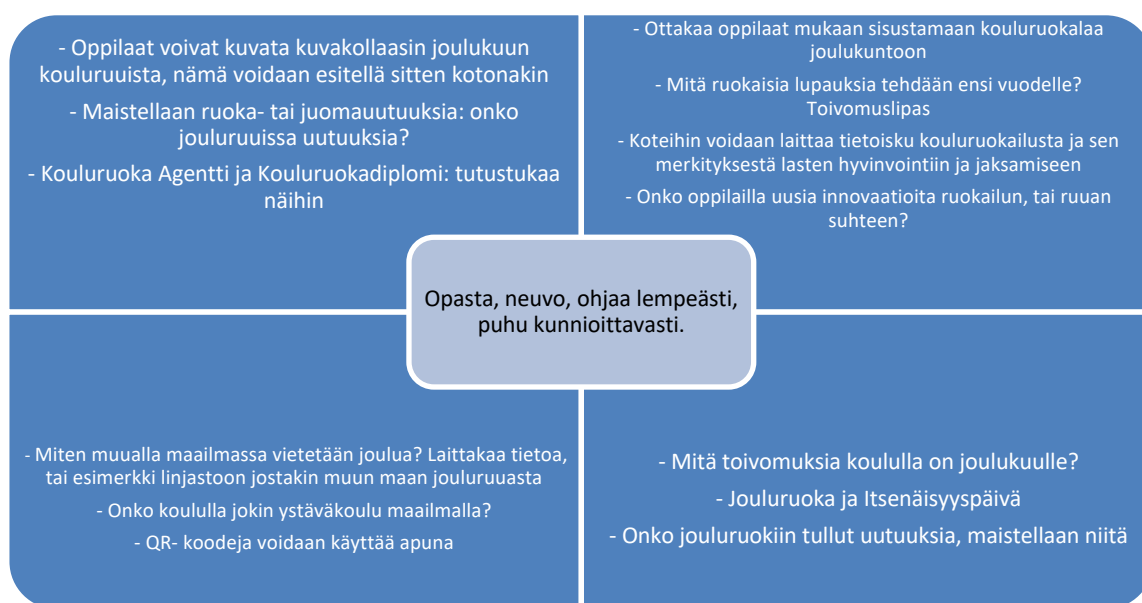 - Oppilaat voivat kuvata kuvakollaasin joulukuun
kouluruuista, nämä voidaan esitellä sitten kotonakin
- Maistellaan ruoka- tai juomauutuuksia: onko
jouluruuissa uutuuksia?
- Kouluruoka Agentti ja Kouluruokadiplomi: tutustukaa
näihin
- Ottakaa oppilaat mukaan sisustamaan kouluruokalaa
joulukuntoon
- Mitä ruokaisia lupauksia tehdään ensi vuodelle?
Toivomuslipas
- Koteihin voidaan laittaa tietoisku kouluruokailusta ja sen
merkityksestä lasten hyvinvointiin ja jaksamiseen
- Onko oppilailla uusia innovaatioita ruokailun, tai ruuan
suhteen?
Opasta, neuvo, ohjaa lempeästi,
puhu kunnioittavasti.
- Miten muualla maailmassa vietetään joulua? Laittakaa tietoa,
tai esimerkki linjastoon jostakin muun maan jouluruuasta
- Onko koululla jokin ystäväkoulu maailmalla?
- QR- koodeja voidaan käyttää apuna
- Mitä toivomuksia koululla on joulukuulle?
- Jouluruoka ja Itsenäisyyspäivä
- Onko jouluruokiin tullut uutuuksia, maistellaan niitä